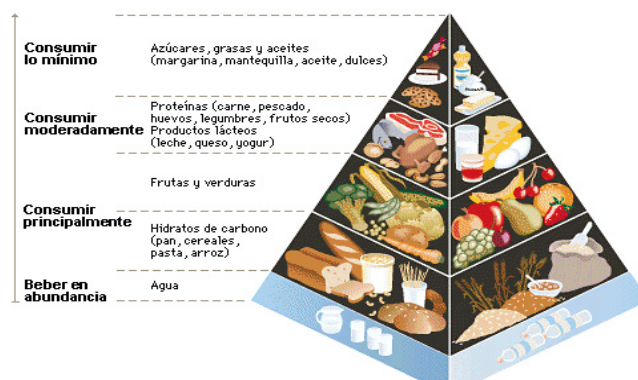 Consumir
lo mínimo
Azúcares, grasas y aceites
(margarina, mantequilla, aceite, dulces)
Consumir
moderadamente
Proteínas (carne, pescado,
huevos, legumbres, frutos secos)
Productos lácteos
(leche, queso, yogur)
Consumir
principalmente
Frutas y verduras
Hidratos de carbono
(pan, cereales,
pasta, arroz)
Beber en
abundancia
Agua